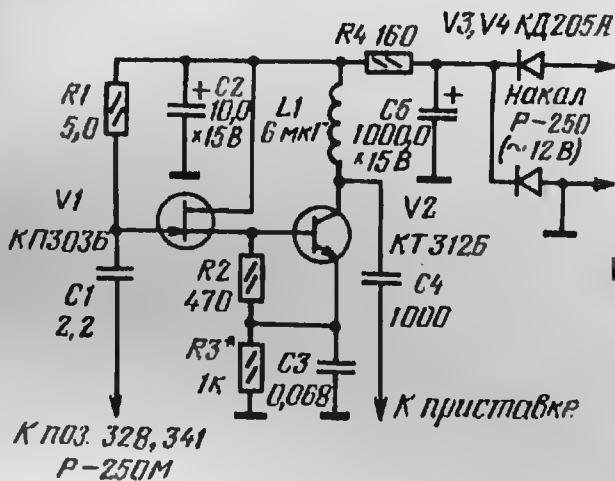 R4 160
V3, V4 КД205А
R1
5,0
+ C2
10,0
×15В
L1
6 мкГ
C6
1000,0
×15В
+
Накал
Р-250
(~12 В)
V1
КП303Б
V2
КТ312Б
C1
2,2
R2
470
C4
1000
R3*
1к
C3
0,068
К поз. 328, 341
Р-250М
К приставке